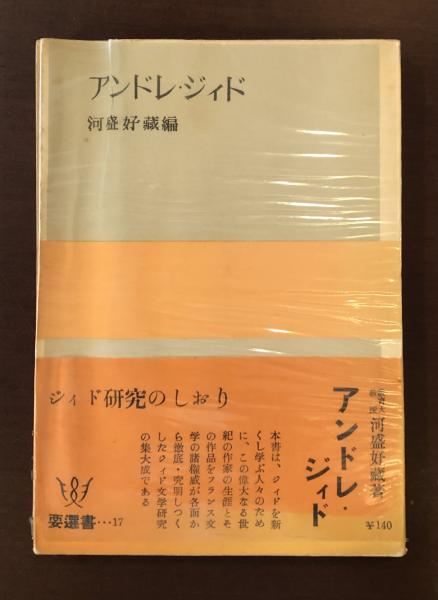 アンドレ・ジィド
河盛好藏編
ジィド研究のしおり
河盛好藏著
アンドレ・
ジィド
¥140
本書は、ジィドを新
くし学ぶ人々のため
に、この偉大なる世
紀の作家の生涯とそ
の作品をフランス文
学の諸權威が各面か
ら徹底・究明しつく
したジィド文学研究
の集大成である
要選書…17